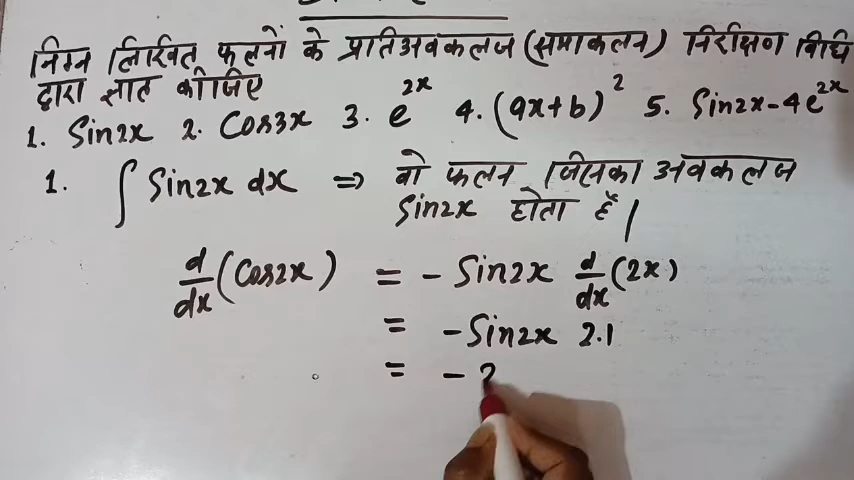 निम्न लिखित फलनों के प्रतिअवकलज (समाकलन) निरीक्षण विधि
द्वारा ज्ञात कीजिए
1. Sin2x 2. Cos3x 3. e^2x 4. (ax+b)^2 5. Sin2x-4e^2x
1. ∫ Sin2x dx ⇒ वो फलन जिसका अवकलज
Sin2x होता है|
d/dx (Cos2x) = - Sin2x d/dx (2x)
= -Sin2x 2.1
= - 2